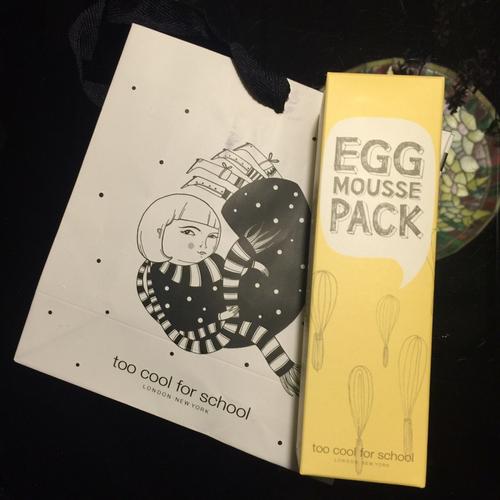 too cool for school
LONDON NEW YORK
EGG
MOUSSE
PACK
too cool for school
LONDON NEW YORK